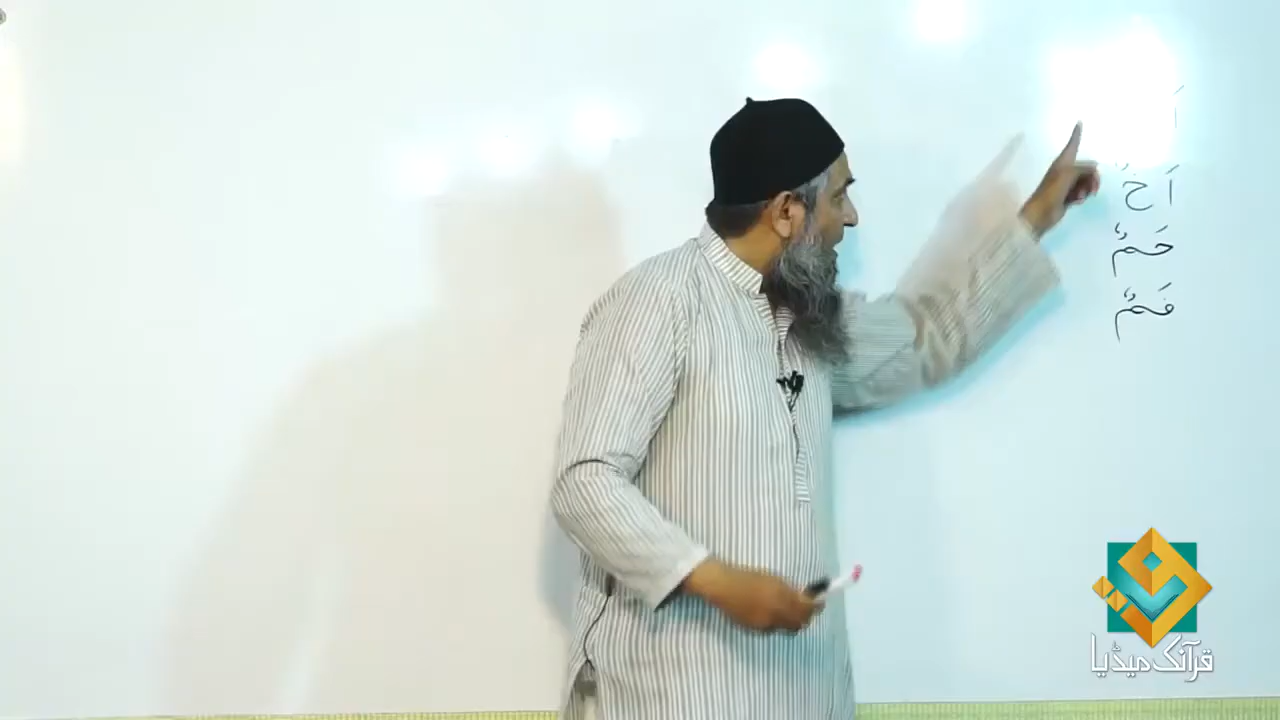 اَ
اَخٌ
حَمٌ
فَمٌ
قرآنک میڈیا